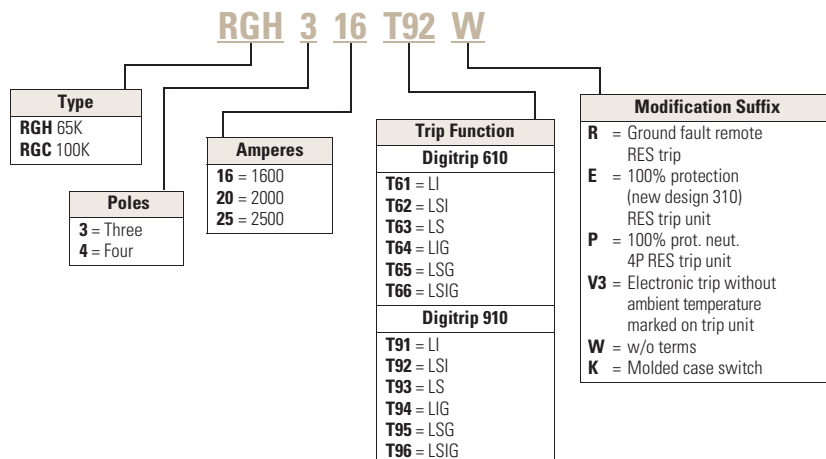 RGH 3 16 T92 W
Type
RGH 65K
RGC 100K
Poles
3 = Three
4 = Four
Amperes
16 = 1600
20 = 2000
25 = 2500
Trip Function
Digitrip 610
T61 = LI
T62 = LSI
T63 = LS
T64 = LIG
T65 = LSG
T66 = LSIG
Digitrip 910
T91 = LI
T92 = LSI
T93 = LS
T94 = LIG
T95 = LSG
T96 = LSIG
Modification Suffix
R = Ground fault remote
RES trip
E = 100% protection
(new design 310)
RES trip unit
P = 100% prot. neut.
4P RES trip unit
V3 = Electronic trip without
ambient temperature
marked on trip unit
W = w/o terms
K = Molded case switch